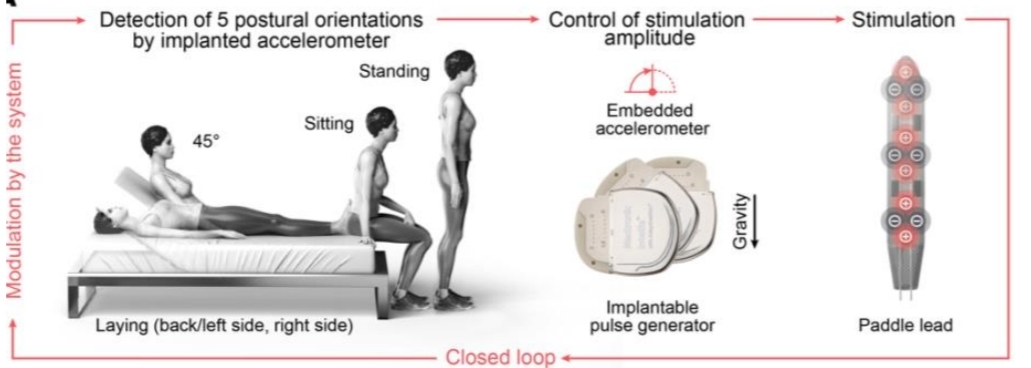 Detection of 5 postural orientations
by implanted accelerometer
Control of stimulation
amplitude
Stimulation
Modulation by the system
Standing
Sitting
45°
Embedded
accelerometer
Gravity
Laying (back/left side, right side)
Implantable
pulse generator
Paddle lead
Closed loop